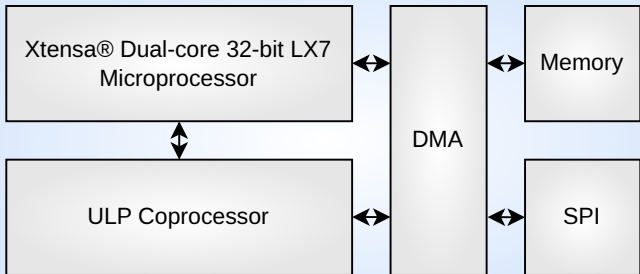 Xtensa® Dual-core 32-bit LX7
Microprocessor
Memory
DMA
ULP Coprocessor
SPI